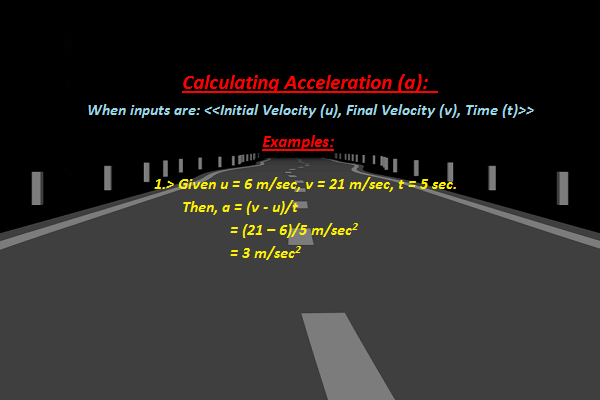 Calculating Acceleration (a):
When inputs are: <<Initial Velocity (u), Final Velocity (v), Time (t)>>
Examples:
1.> Given u = 6 m/sec, v = 21 m/sec, t = 5 sec.
Then, a = (v - u)/t
= (21 – 6)/5 m/sec²
= 3 m/sec²